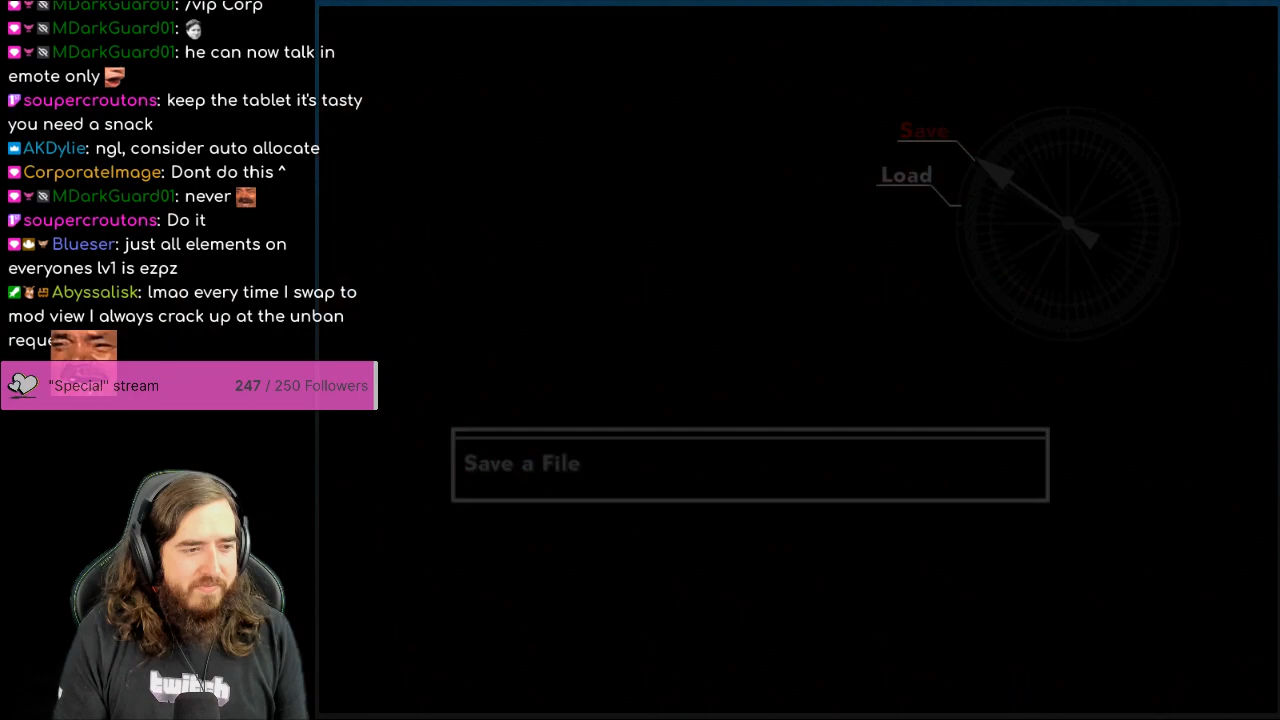 MDarkGuard01: /vip Corp
MDarkGuard01:
MDarkGuard01: he can now talk in
emote only
soupercroutons: keep the tablet it's tasty
you need a snack
AKDylie: ngl, consider auto allocate
CorporateImage: Dont do this ^
MDarkGuard01: never
soupercroutons: Do it
Blueser: just all elements on
everyones lv1 is ezpz
Abyssalisk: lmao every time I swap to
mod view I always crack up at the unban
"Special" stream 247 / 250 Followers
Save
Load
Save a File
twitch